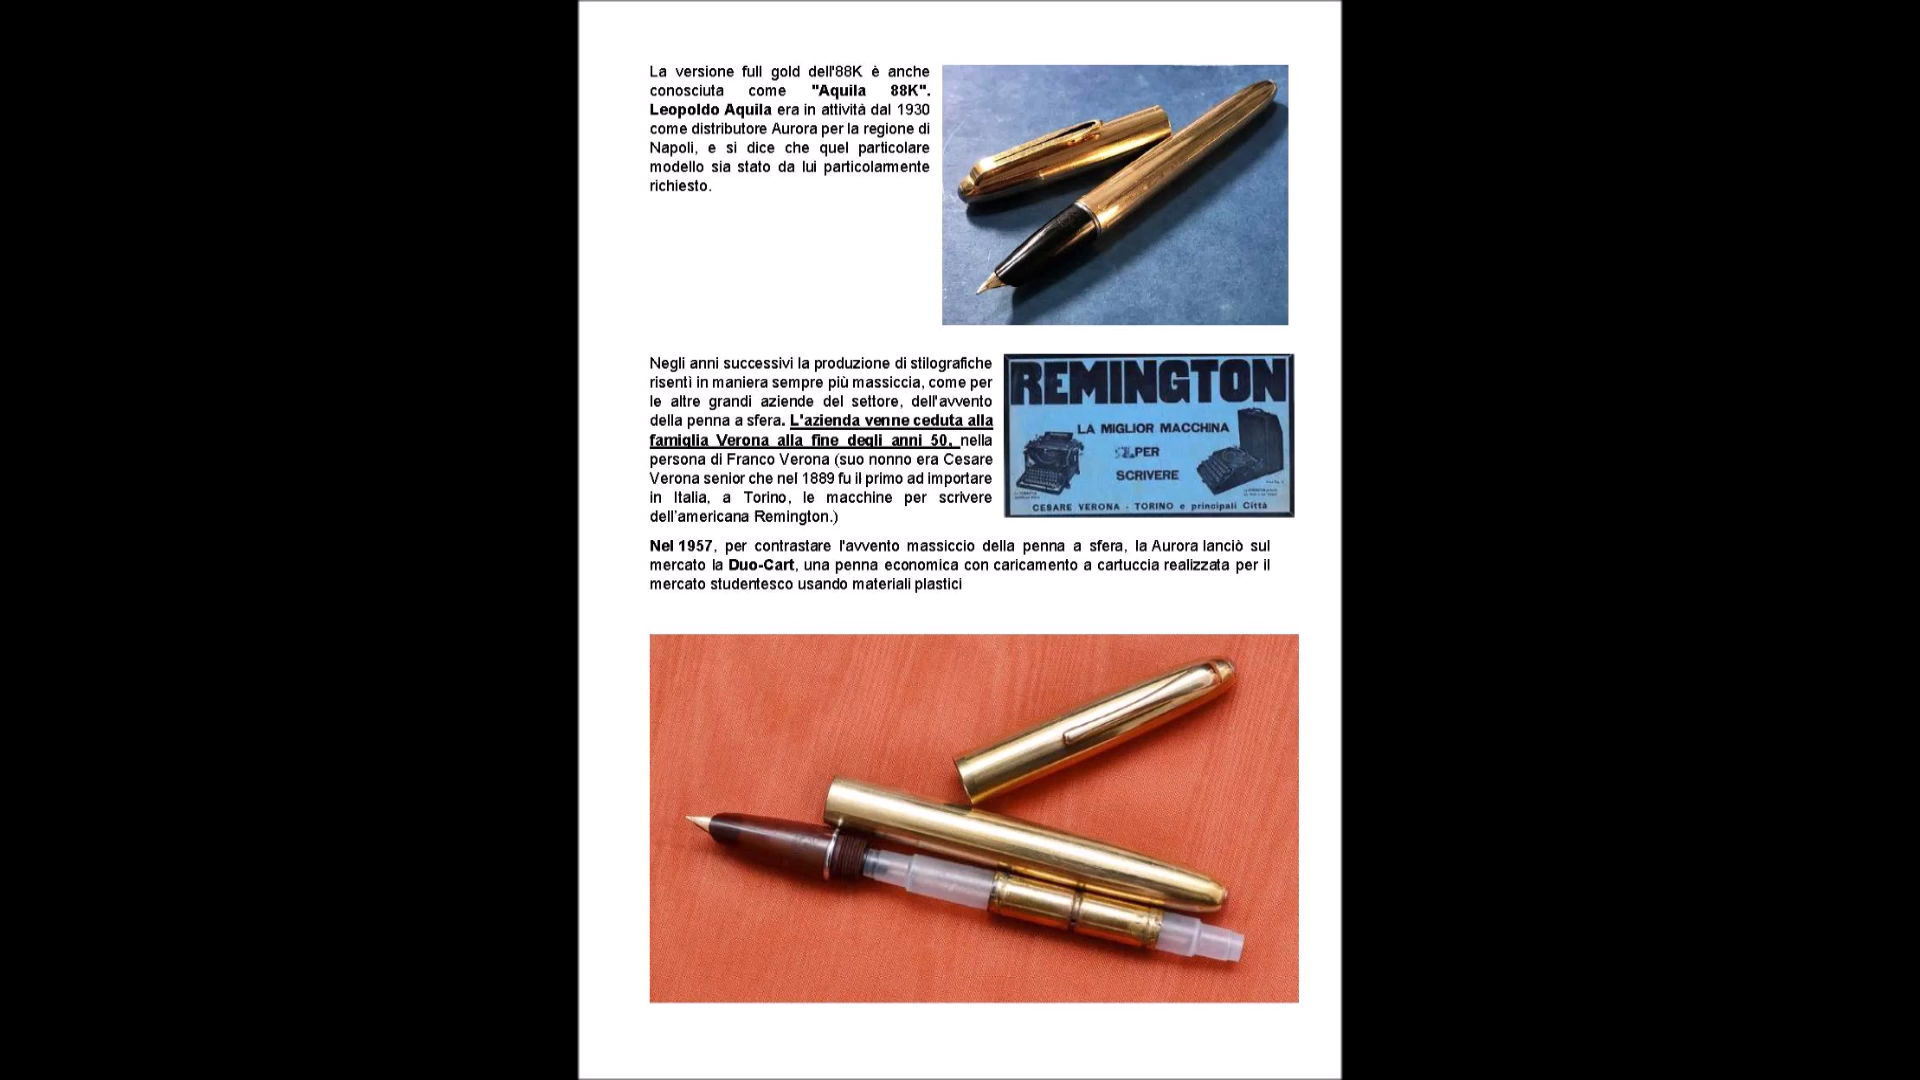 La versione full gold dell'88K è anche
conosciuta come "Aquila 88K".
Leopoldo Aquila era in attività dal 1930
come distributore Aurora per la regione di
Napoli, e si dice che quel particolare
modello sia stato da lui particolarmente
richiesto.
Negli anni successivi la produzione di stilografiche
risentì in maniera sempre più massiccia, come per
le altre grandi aziende del settore, dell'avvento
della penna a sfera. L'azienda venne ceduta alla
famiglia Verona alla fine degli anni 50, nella
persona di Franco Verona (suo nonno era Cesare
Verona senior che nel 1889 fu il primo ad importare
in Italia, a Torino, le macchine per scrivere
dell'americana Remington.)
REMINGTON
LA MIGLIOR MACCHINA
PER
SCRIVERE
CESARE VERONA - TORINO e principali Città
Nel 1957, per contrastare l'avvento massiccio della penna a sfera, la Aurora lanciò sul
mercato la Duo-Cart, una penna economica con caricamento a cartuccia realizzata per il
mercato studentesco usando materiali plastici